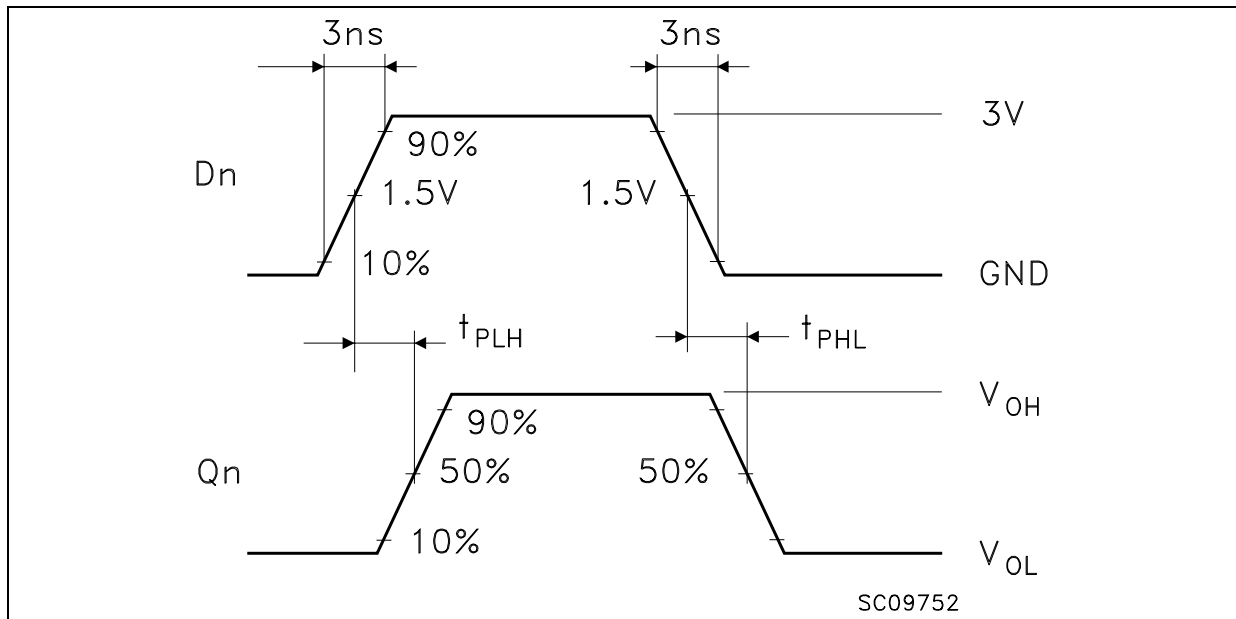 3ns 3ns
3V
90%
Dn
1.5V 1.5V
10%
GND
tPLH tPHL
VOH
90%
Qn 50% 50%
10%
VOL
SC09752